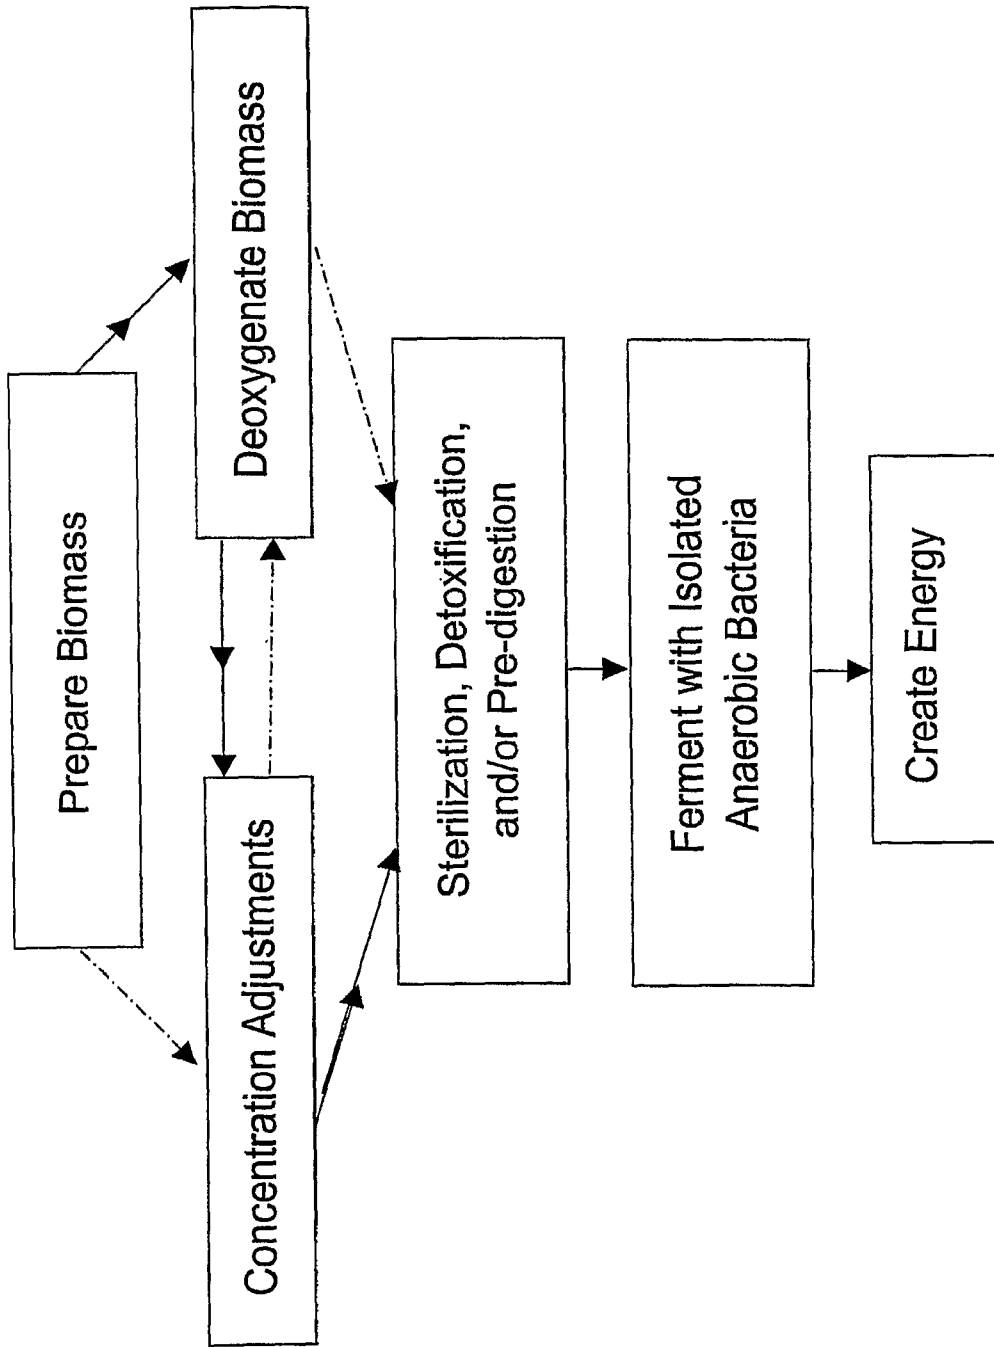 Prepare Biomass
Concentration Adjustments
Deoxygenate Biomass
Sterilization, Detoxification,
and/or Pre-digestion
Ferment with Isolated
Anaerobic Bacteria
Create Energy